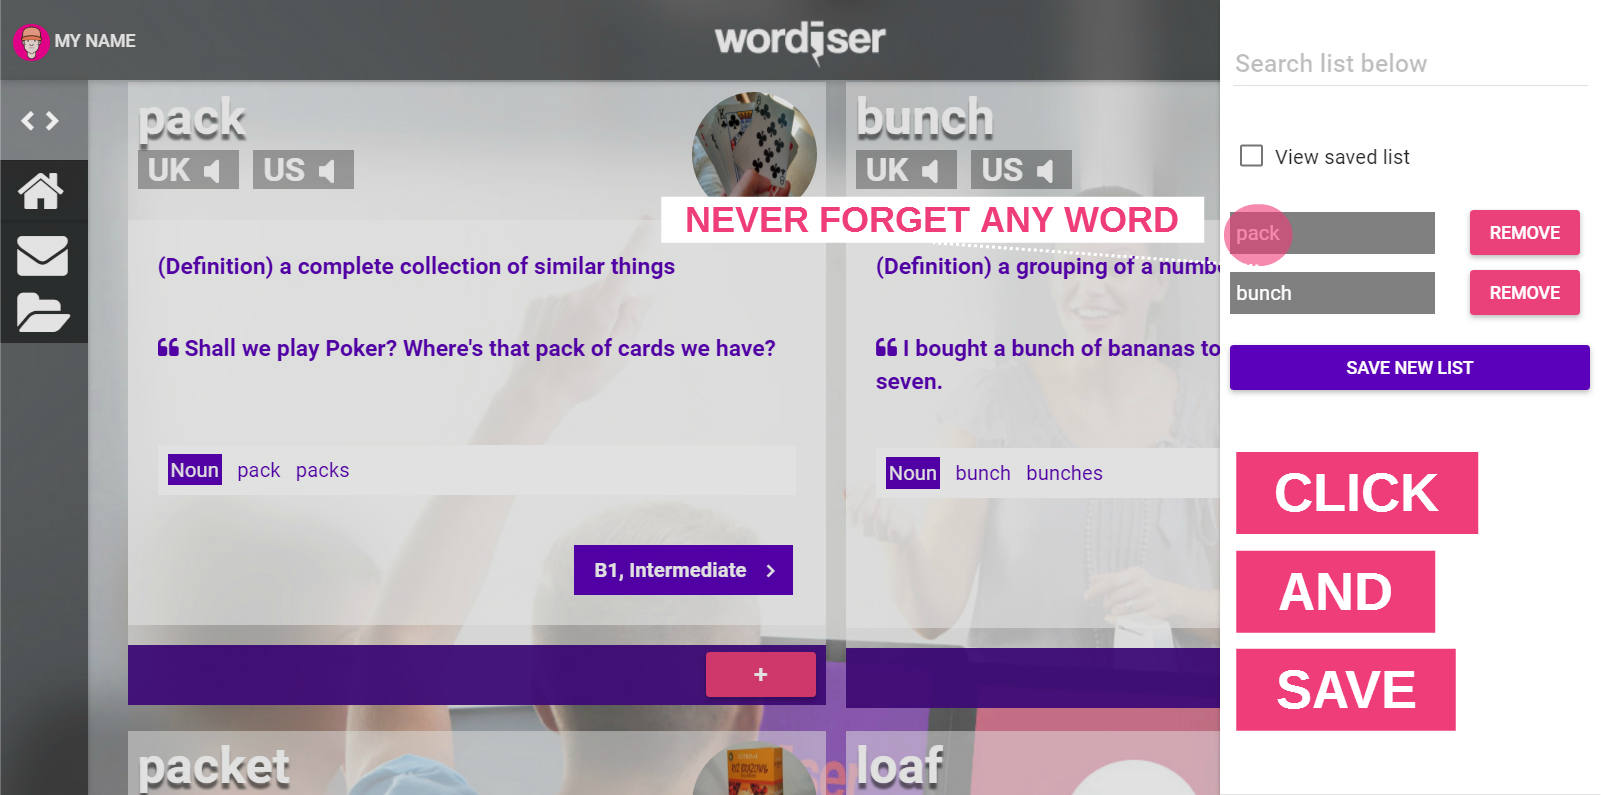 MY NAME
wordiser
Search list below
View saved list
pack
REMOVE
bunch
REMOVE
SAVE NEW LIST
CLICK
AND
SAVE
NEVER FORGET ANY WORD
pack
UK US
(Definition) a complete collection of similar things
Shall we play Poker? Where's that pack of cards we have?
Noun pack packs
B1, Intermediate
+
bunch
UK US
(Definition) a grouping of a
I bought a bunch of bananas to
seven.
Noun bunch bunches
packet
loaf